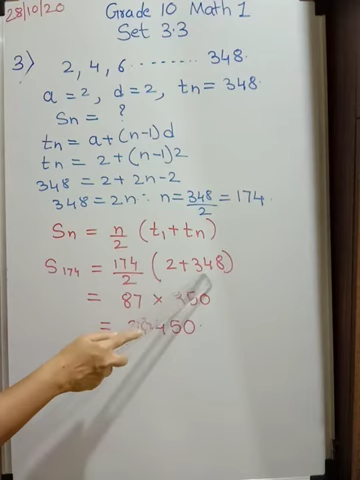 28/10/20
Grade 10 Math 1
Set 3.3
3) 2, 4, 6 ........ 348.
a = 2, d = 2, tn = 348.
Sn = ?
tn = a+(n-1)d
tn = 2+(n-1)2
348 = 2+2n-2
348 = 2n ∴ n = 348/2 = 174.
Sn = n/2 (t₁+tn)
S₁₇₄ = 174/2 (2+348)
= 87 × 350
= 450.